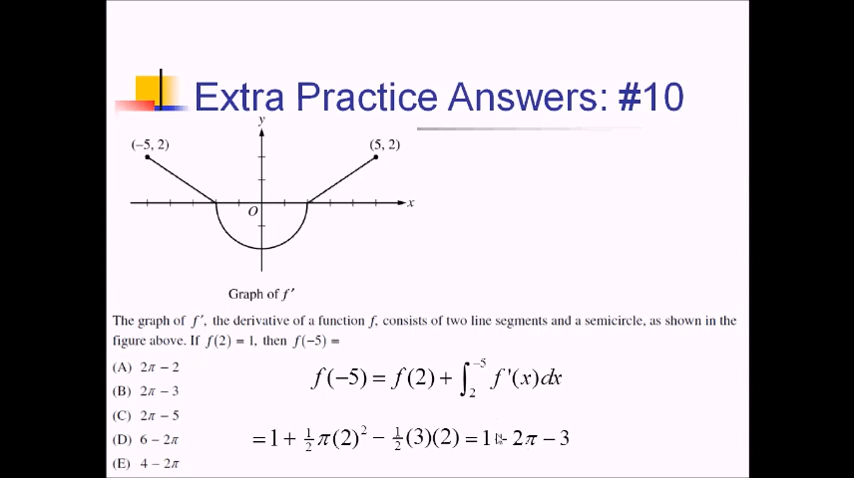 Extra Practice Answers: #10
y
(−5, 2)
(5, 2)
O
x
Graph of f′
The graph of f′, the derivative of a function f, consists of two line segments and a semicircle, as shown in the
figure above. If f(2) = 1, then f(−5) =
(A) 2π − 2
(B) 2π − 3
(C) 2π − 5
(D) 6 − 2π
(E) 4 − 2π
f(−5) = f(2) + ∫₂⁻⁵ f '(x)dx
= 1 + ½π(2)² − ½(3)(2) = 1 + 2π − 3